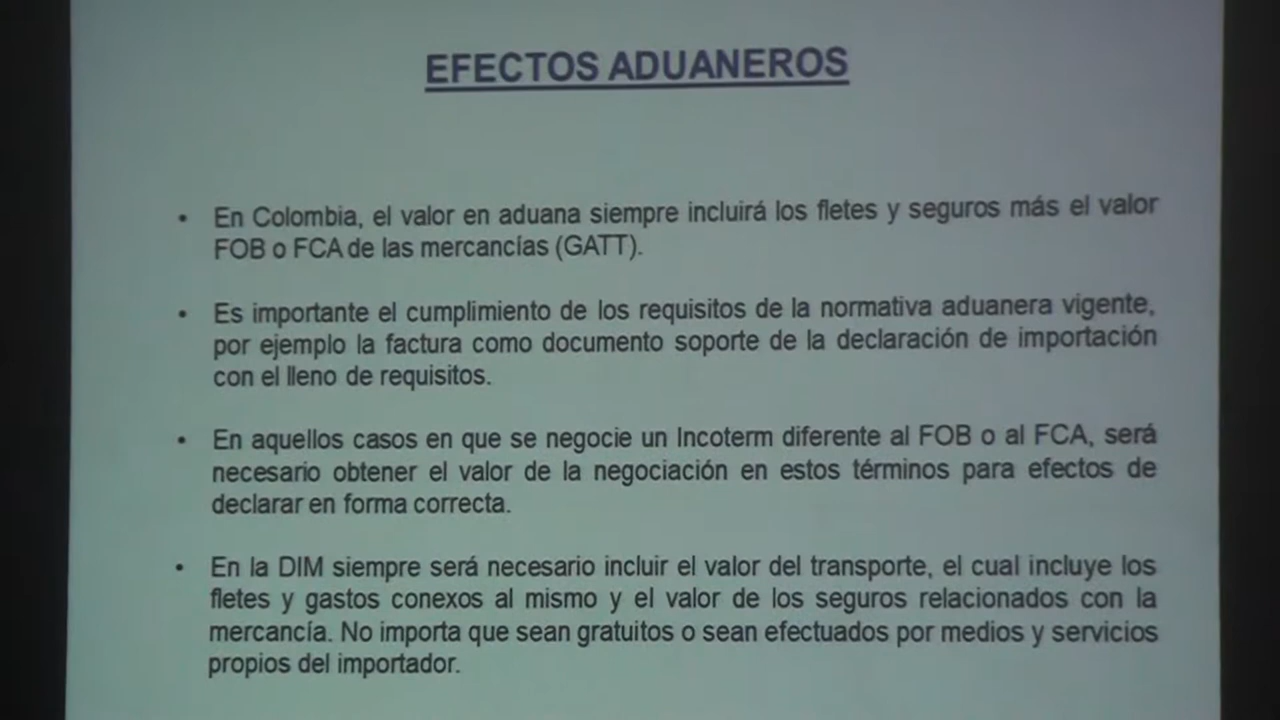 EFECTOS ADUANEROS
• En Colombia, el valor en aduana siempre incluirá los fletes y seguros más el valor
FOB o FCA de las mercancías (GATT).
• Es importante el cumplimiento de los requisitos de la normativa aduanera vigente,
por ejemplo la factura como documento soporte de la declaración de importación
con el lleno de requisitos.
• En aquellos casos en que se negocie un Incoterm diferente al FOB o al FCA, será
necesario obtener el valor de la negociación en estos términos para efectos de
declarar en forma correcta.
• En la DIM siempre será necesario incluir el valor del transporte, el cual incluye los
fletes y gastos conexos al mismo y el valor de los seguros relacionados con la
mercancía. No importa que sean gratuitos o sean efectuados por medios y servicios
propios del importador.